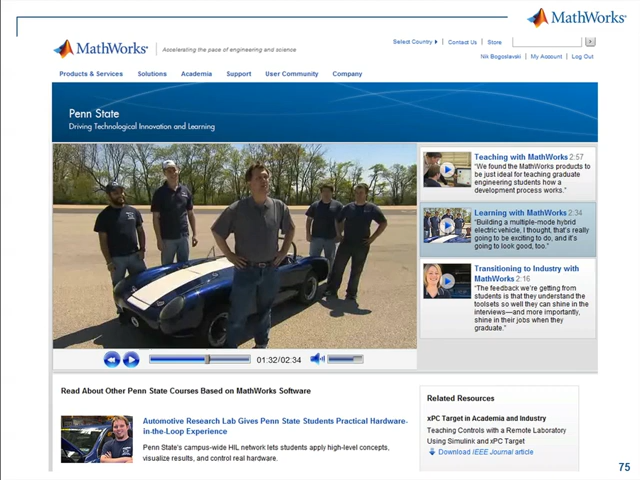 MathWorks®
MathWorks®
Accelerating the pace of engineering and science
Select Country
Contact Us
Store
Nik Bogostavski | My Account | Log Out
Products & Services
Solutions
Academia
Support
User Community
Company
Penn State
Driving Technological Innovation and Learning
Teaching with MathWorks 2:57
"We found the MathWorks products to
be just ideal for teaching graduate
engineering students how a
development process works."
Learning with MathWorks 2:34
"Building a multiple-mode hybrid
electric vehicle, I thought, that's really
going to be exciting to do, and it's
going to look good, too."
Transitioning to Industry with
MathWorks 2:16
"The feedback we're getting from
students is that they understand the
toolsets so well they can shine in the
interviews—and more importantly,
shine in their jobs when they
graduate."
01:32/02:34
Read About Other Penn State Courses Based on MathWorks Software
Automotive Research Lab Gives Penn State Students Practical Hardware-
in-the-Loop Experience
Penn State's campus-wide HIL network lets students apply high-level concepts,
visualize results, and control real hardware.
Related Resources
xPC Target in Academia and Industry
Teaching Controls with a Remote Laboratory
Using Simulink and xPC Target
Download IEEE Journal article
75